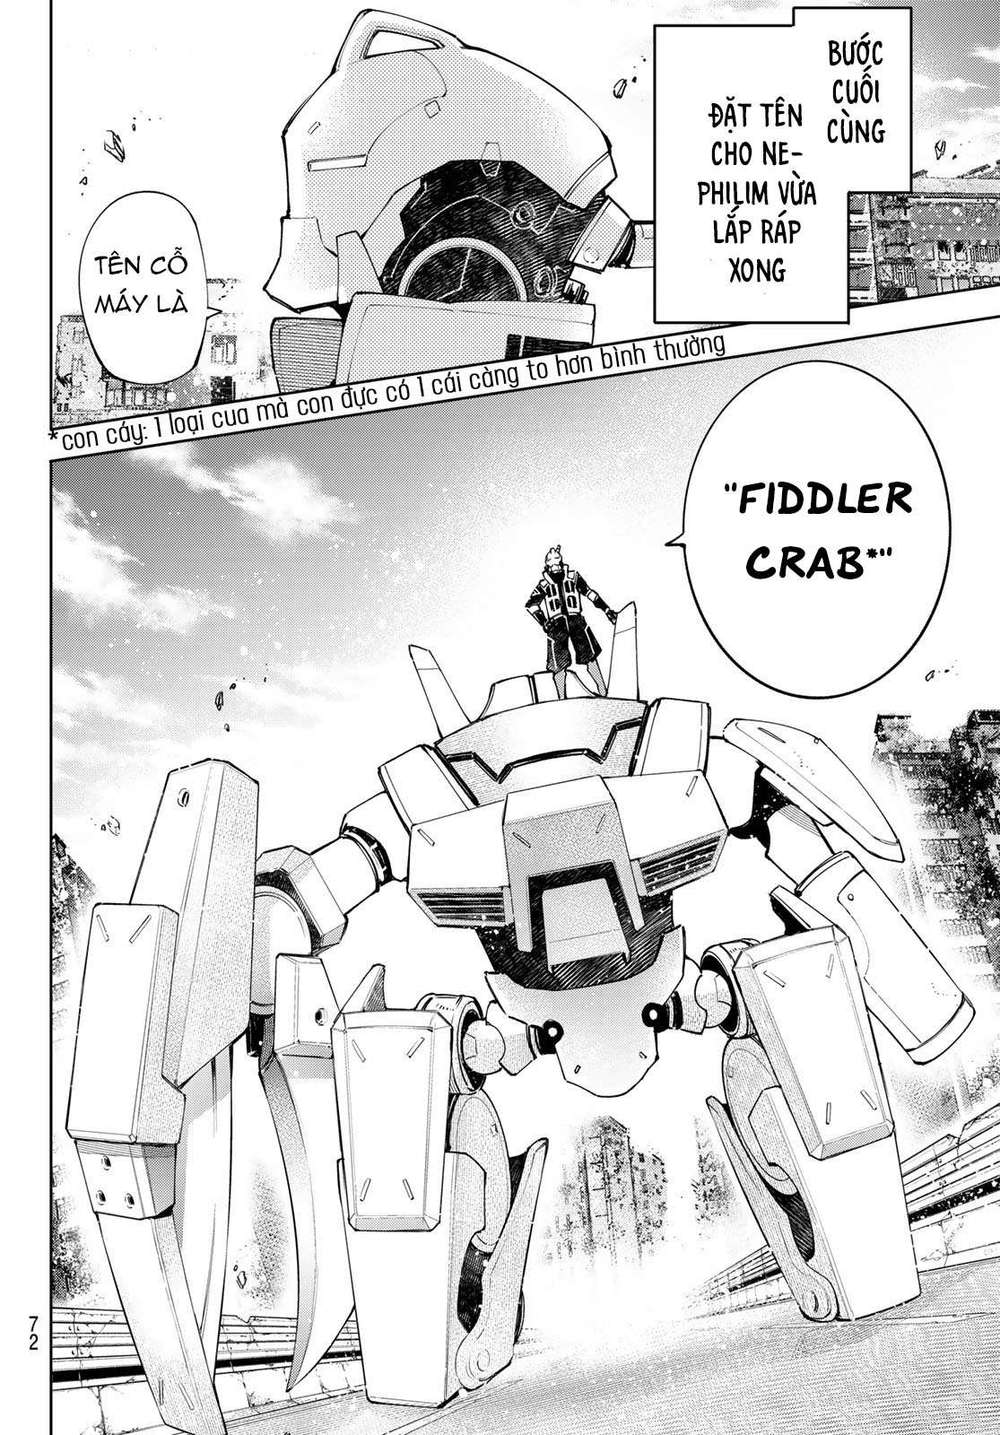 BƯỚC
CUỐI
CÙNG
ĐẶT TÊN
CHO NE-
PHILIM VỪA
LẮP RÁP
XONG
TÊN CỖ
MÁY LÀ
*con cáy: 1 loại cua mà con đực có 1 cái càng to hơn bình thường
"FIDDLER
CRAB*"
72